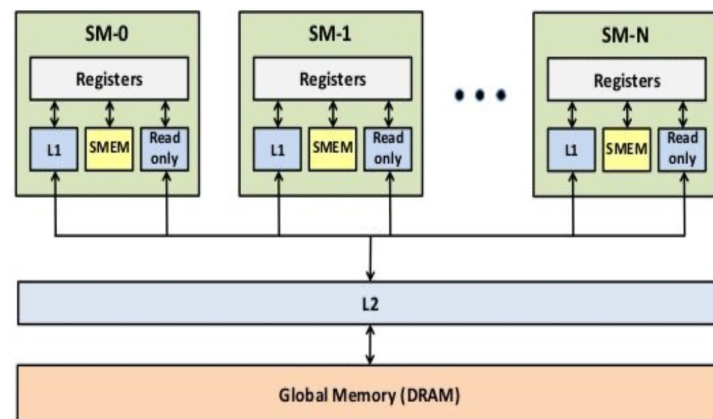 SM-0
SM-1
SM-N
Registers
Registers
Registers
L1
SMEM
Read
only
L1
SMEM
Read
only
L1
SMEM
Read
only
L2
Global Memory (DRAM)